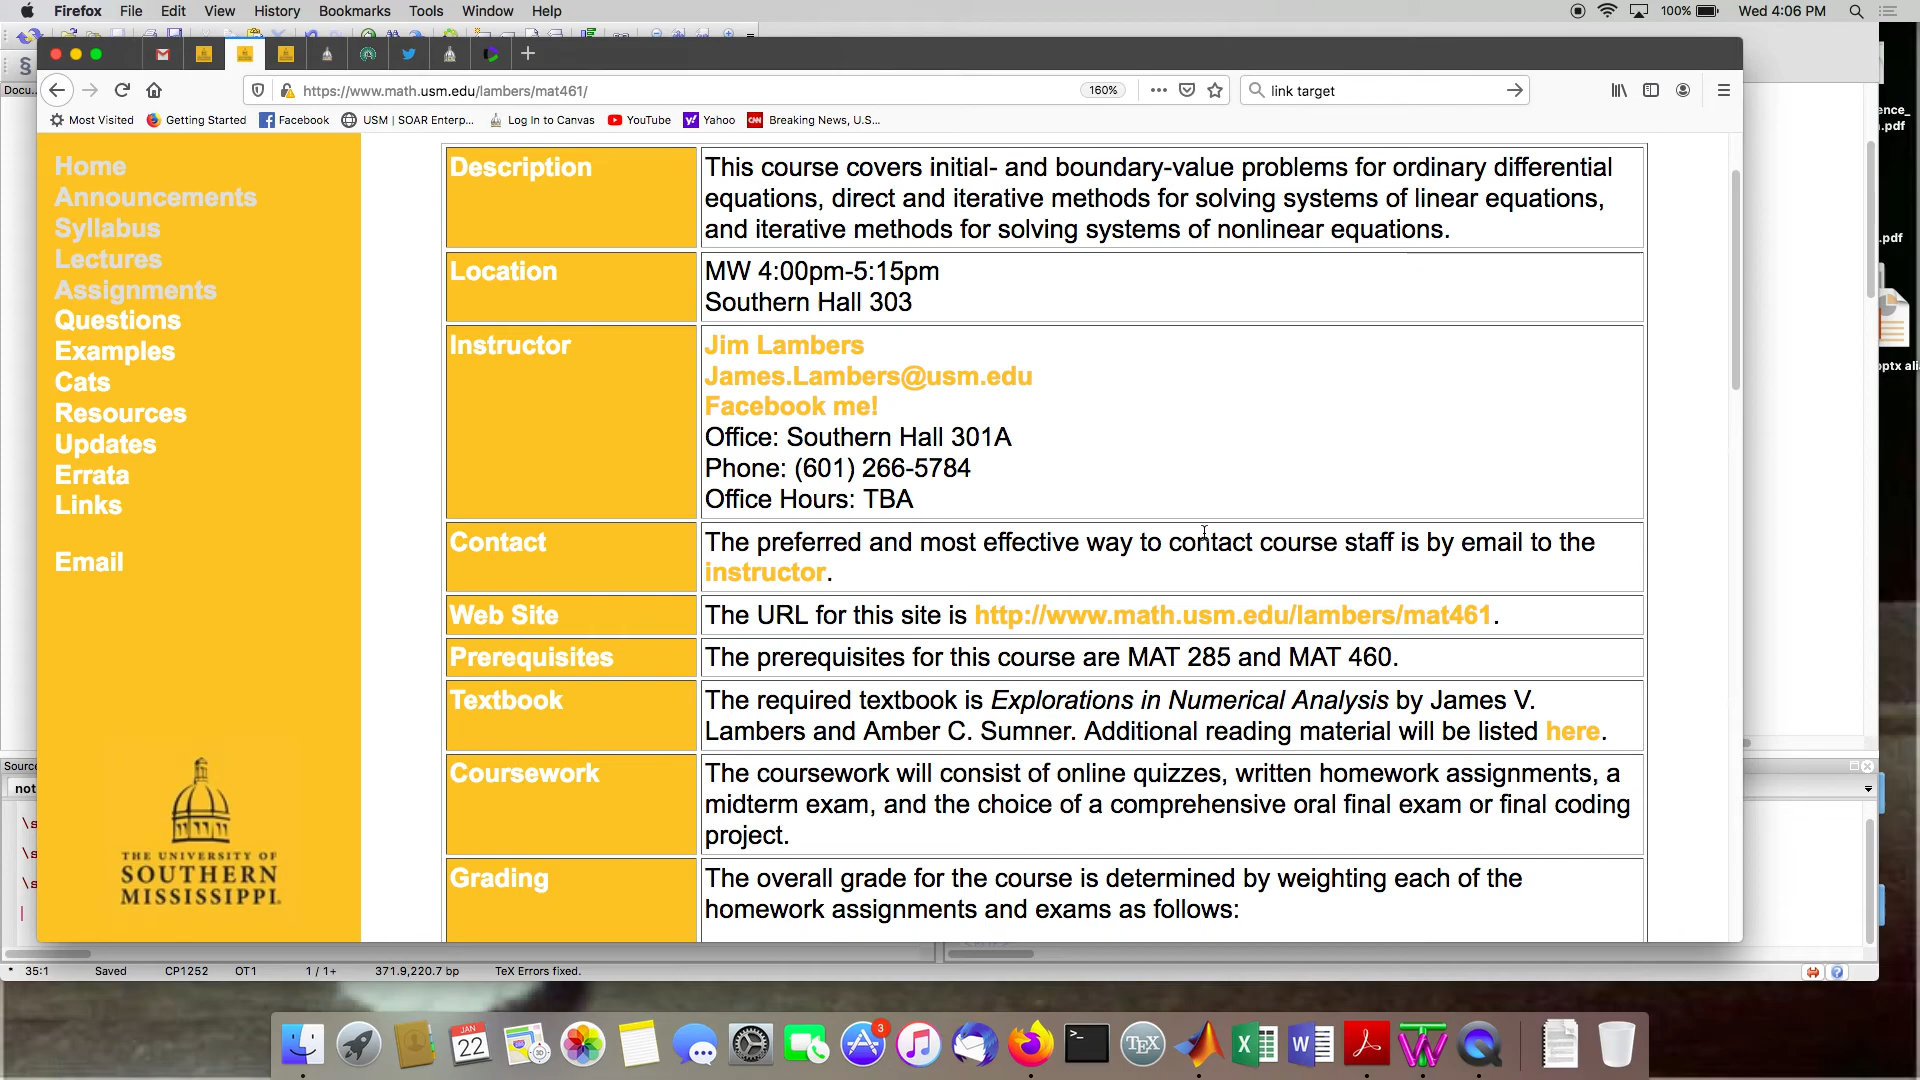 Firefox File Edit View History Bookmarks Tools Window Help
100% Wed 4:06 PM
https://www.math.usm.edu/lambers/mat461/
160%
link target
Most Visited Getting Started Facebook USM | SOAR Enterp... Log In to Canvas YouTube Yahoo Breaking News, U.S...
Docu...
Home
Announcements
Syllabus
Lectures
Assignments
Questions
Examples
Cats
Resources
Updates
Errata
Links
Email
THE UNIVERSITY OF
SOUTHERN
MISSISSIPPI.
Description
This course covers initial- and boundary-value problems for ordinary differential
equations, direct and iterative methods for solving systems of linear equations,
and iterative methods for solving systems of nonlinear equations.
Location
MW 4:00pm-5:15pm
Southern Hall 303
Instructor
Jim Lambers
James.Lambers@usm.edu
Facebook me!
Office: Southern Hall 301A
Phone: (601) 266-5784
Office Hours: TBA
Contact
The preferred and most effective way to contact course staff is by email to the
instructor.
Web Site
The URL for this site is http://www.math.usm.edu/lambers/mat461.
Prerequisites
The prerequisites for this course are MAT 285 and MAT 460.
Textbook
The required textbook is Explorations in Numerical Analysis by James V.
Lambers and Amber C. Sumner. Additional reading material will be listed here.
Coursework
The coursework will consist of online quizzes, written homework assignments, a
midterm exam, and the choice of a comprehensive oral final exam or final coding
project.
Grading
The overall grade for the course is determined by weighting each of the
homework assignments and exams as follows:
ence_
.pdf
.pdf
pptx ali
Source
not
\s
\s
\s
35:1 Saved CP1252 OT1 1 / 1+ 371.9,220.7 bp TeX Errors fixed.
JAN
22
3
TEX